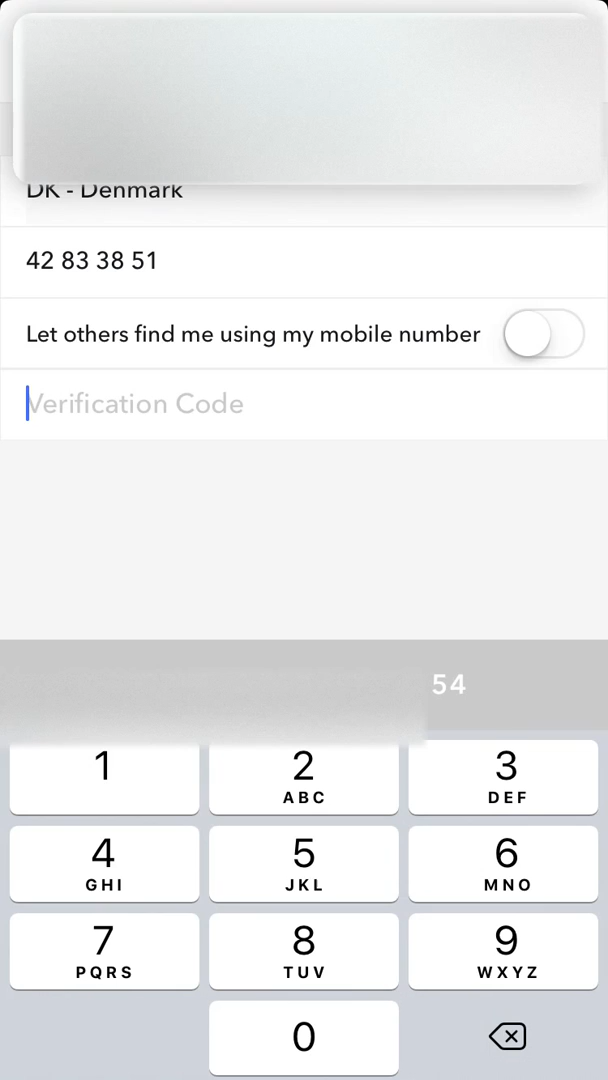 DK - Denmark
42 83 38 51
Let others find me using my mobile number
Verification Code
54
1
2
ABC
3
DEF
4
GHI
5
JKL
6
MNO
7
PQRS
8
TUV
9
WXYZ
0